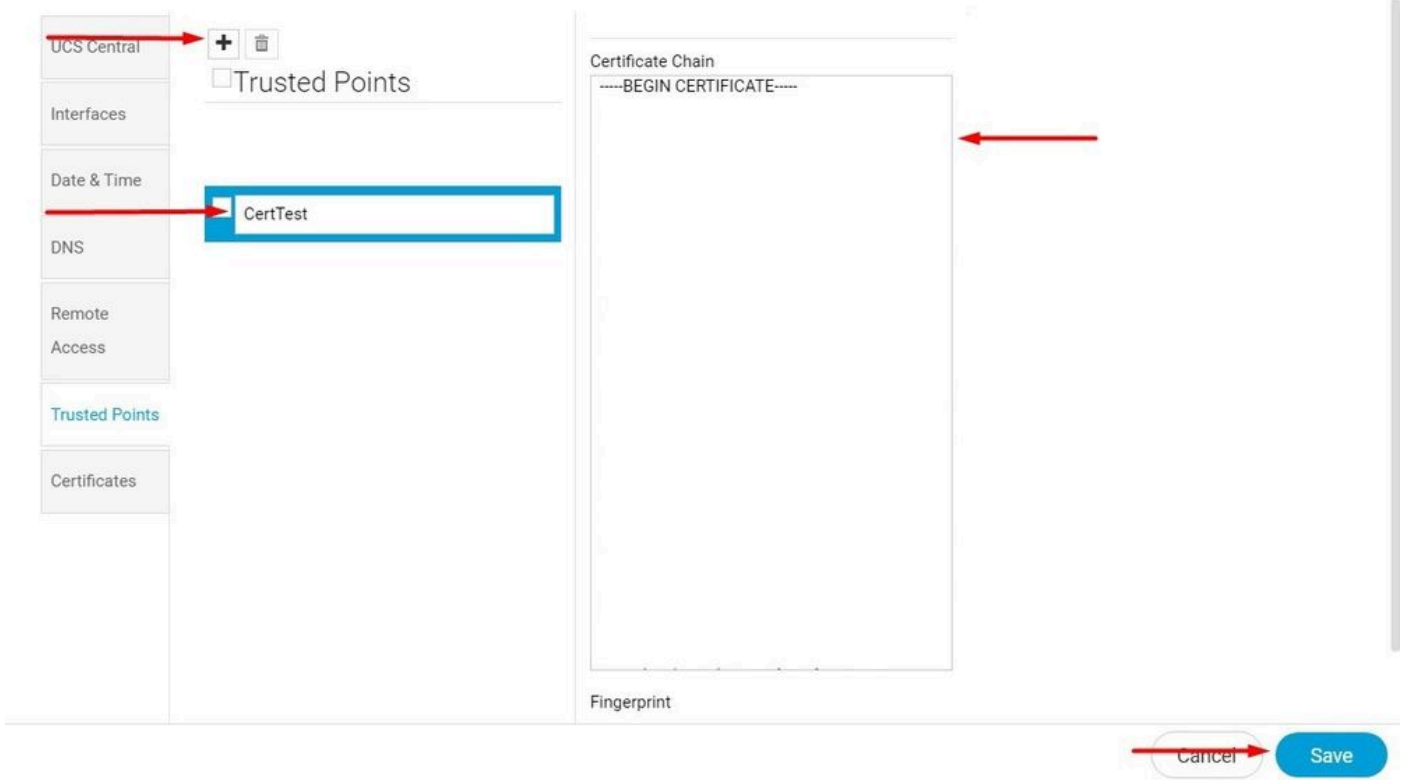 UCS Central
Interfaces
Date & Time
DNS
Remote
Access
Trusted Points
Certificates
Trusted Points
CertTest
Certificate Chain
-----BEGIN CERTIFICATE-----
Fingerprint
Cancel
Save